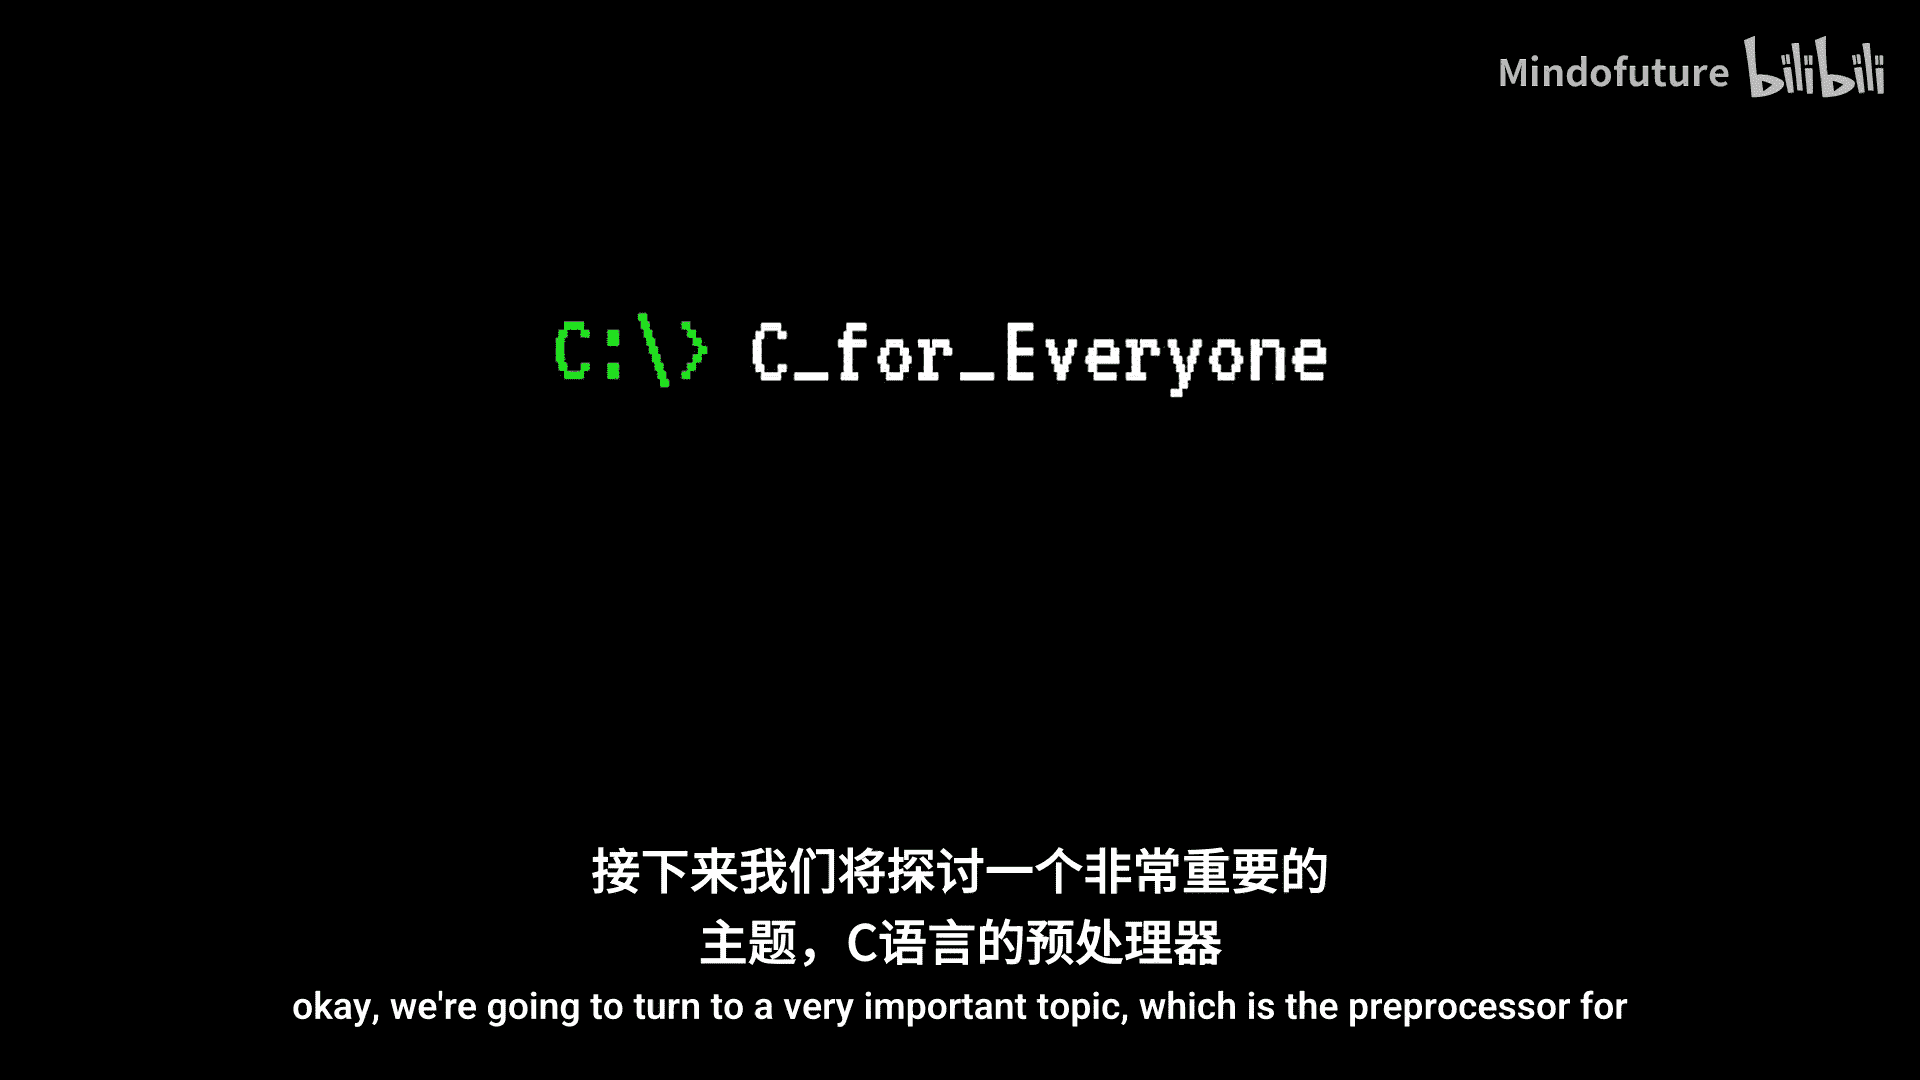 Mindofuture bilibili
C:\> C_for_Everyone
接下来我们将探讨一个非常重要的
主题，C语言的预处理器
okay, we're going to turn to a very important topic, which is the preprocessor for